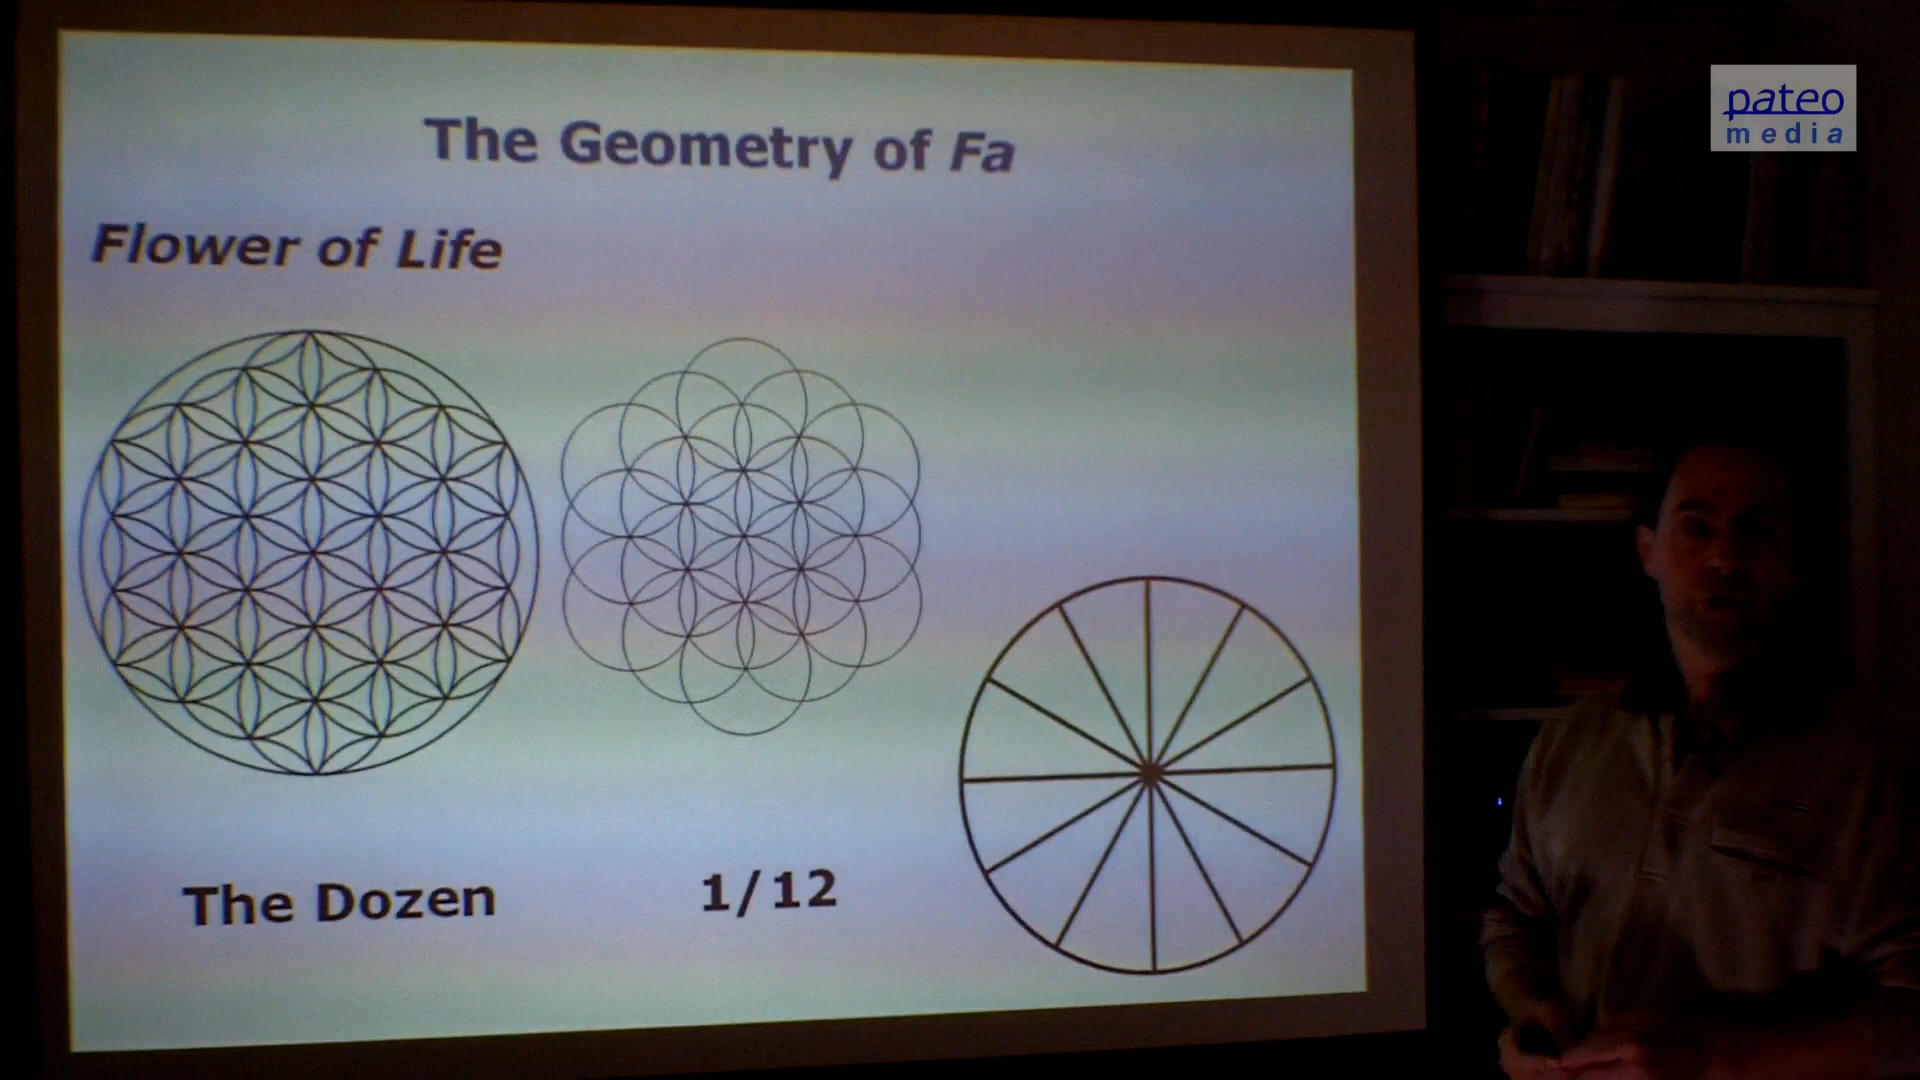 The Geometry of Fa
Flower of Life
The Dozen
1/12
pateo
media